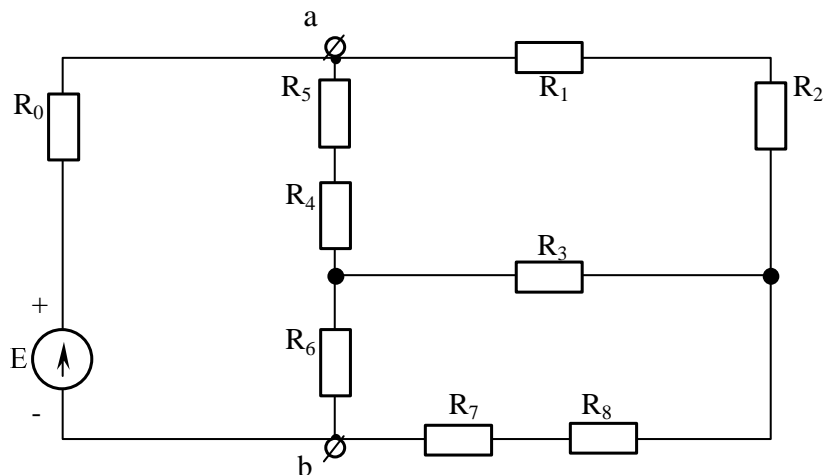 a
R₀
R₅
R₁
R₂
R₄
R₃
+
E
R₆
-
R₇
R₈
b